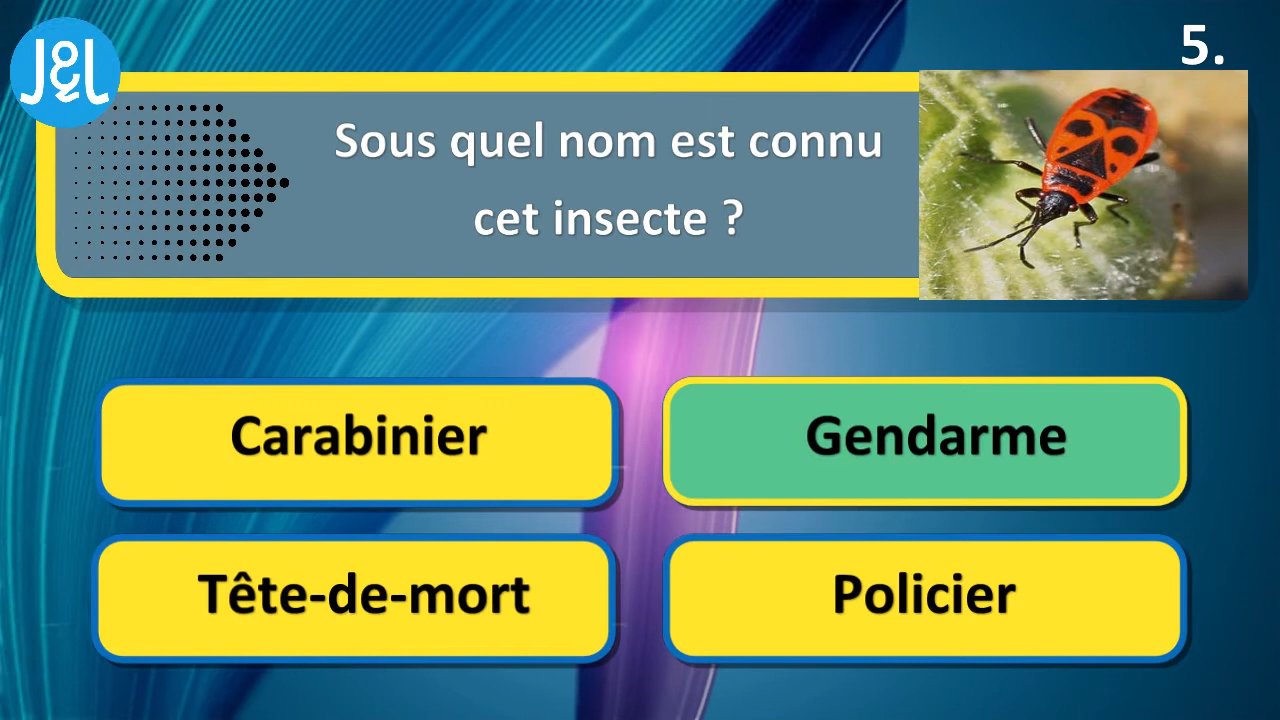 J&L
5.
Sous quel nom est connu
cet insecte ?
Carabinier
Gendarme
Tête-de-mort
Policier